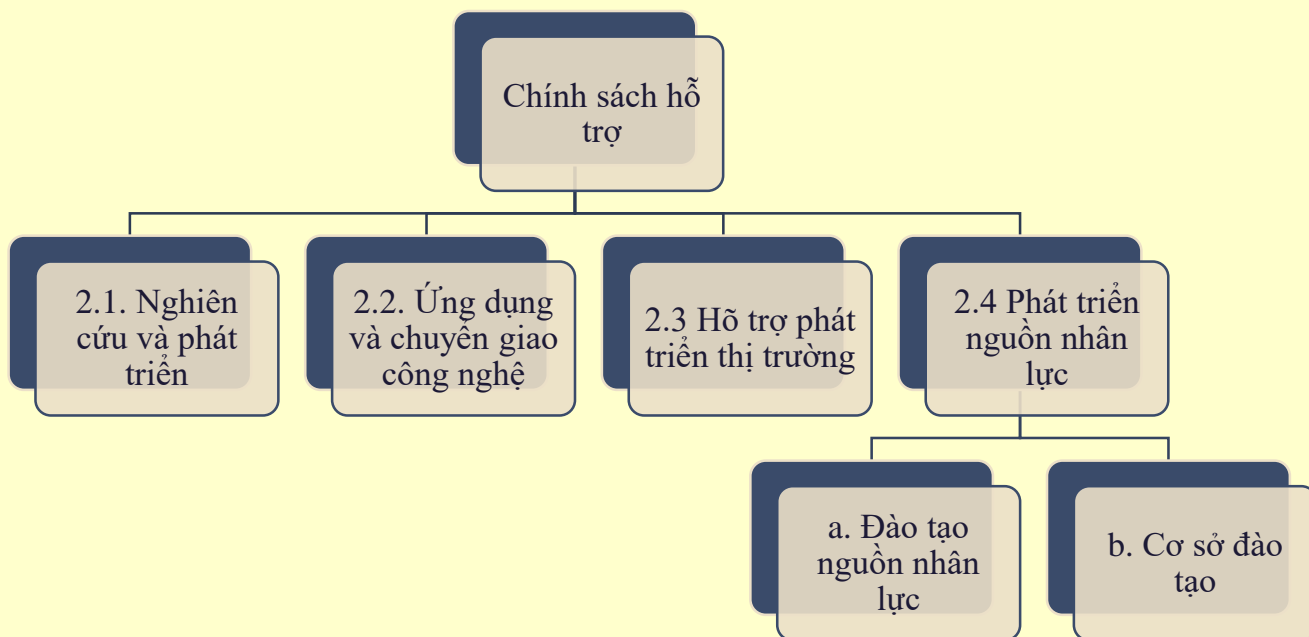 Chính sách hỗ
trợ
2.1. Nghiên
cứu và phát
triển
2.2. Ứng dụng
và chuyển giao
công nghệ
2.3 Hõ trợ phát
triển thị trường
2.4 Phát triển
nguồn nhân
lực
a. Đào tạo
nguồn nhân
lực
b. Cơ sở đào
tạo